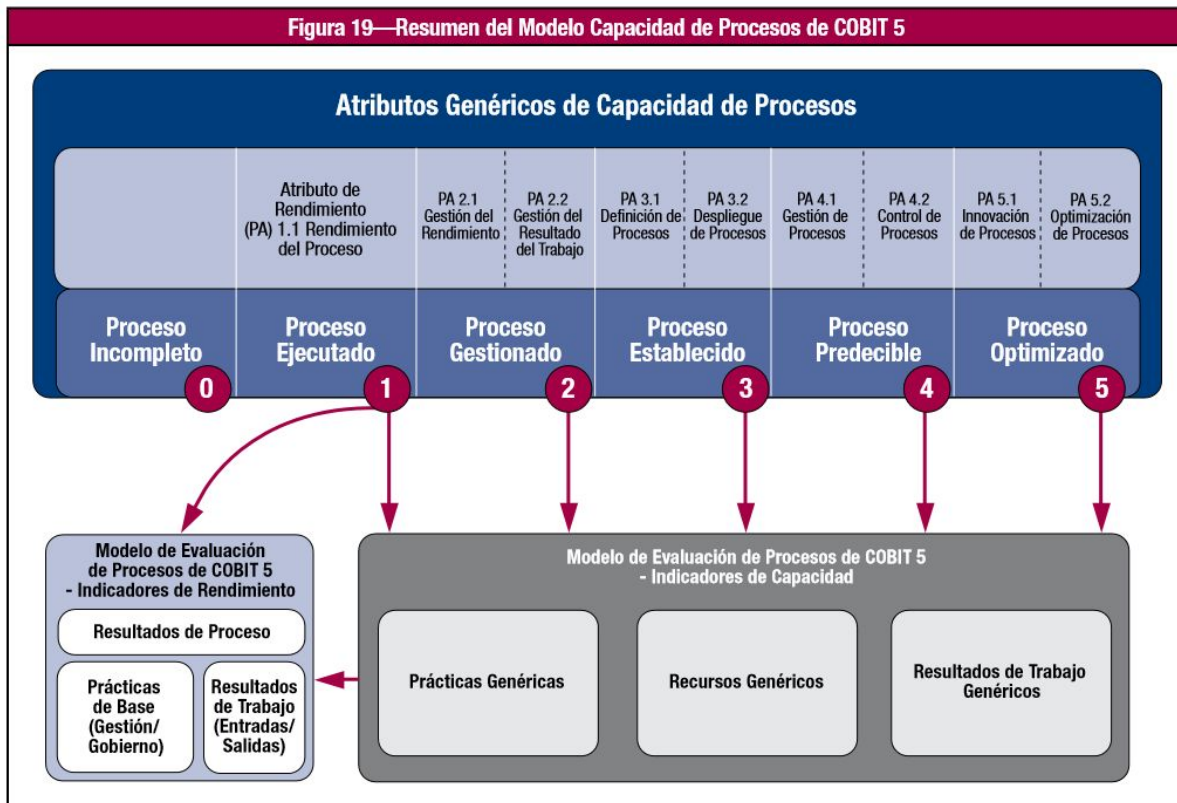 Figura 19—Resumen del Modelo Capacidad de Procesos de COBIT 5
Atributos Genéricos de Capacidad de Procesos
Atributo de
Rendimiento
(PA) 1.1 Rendimiento
del Proceso
PA 2.1
Gestión del
Rendimiento
PA 2.2
Gestión del
Resultado
del Trabajo
PA 3.1
Definición de
Procesos
PA 3.2
Despliegue
de Procesos
PA 4.1
Gestión de
Procesos
PA 4.2
Control de
Procesos
PA 5.1
Innovación
de Procesos
PA 5.2
Optimización
de Procesos
Proceso
Incompleto
0
Proceso
Ejecutado
1
Proceso
Gestionado
2
Proceso
Establecido
3
Proceso
Predecible
4
Proceso
Optimizado
5
Modelo de Evaluación
de Procesos de COBIT 5
- Indicadores de Rendimiento
Resultados de Proceso
Prácticas
de Base
(Gestión/
Gobierno)
Resultados
de Trabajo
(Entradas/
Salidas)
Modelo de Evaluación de Procesos de COBIT 5
- Indicadores de Capacidad
Prácticas Genéricas
Recursos Genéricos
Resultados de Trabajo
Genéricos